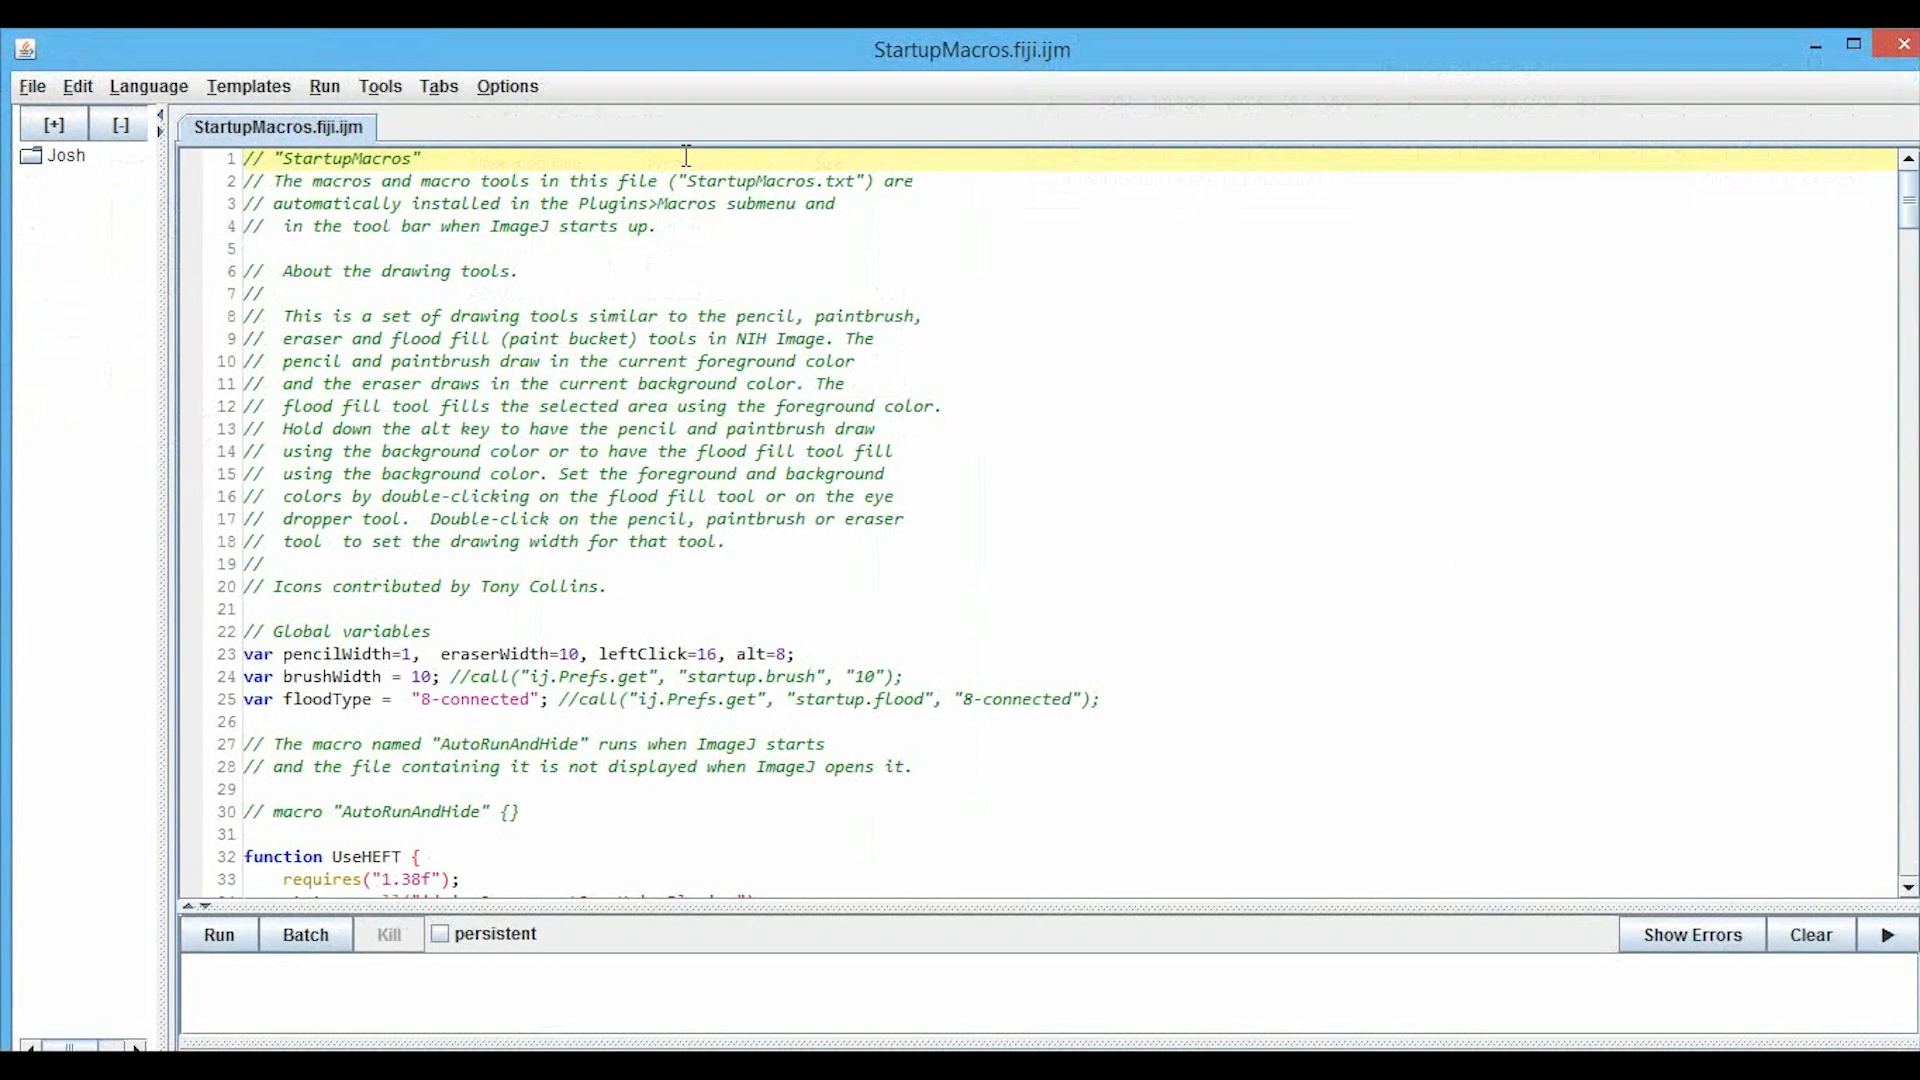 StartupMacros.fiji.ijm
File Edit Language Templates Run Tools Tabs Options
[+] [-]
Josh
StartupMacros.fiji.ijm
1 // "StartupMacros"
2 // The macros and macro tools in this file ("StartupMacros.txt") are
3 // automatically installed in the Plugins>Macros submenu and
4 //  in the tool bar when ImageJ starts up.
5
6 //  About the drawing tools.
7 //
8 //  This is a set of drawing tools similar to the pencil, paintbrush,
9 //  eraser and flood fill (paint bucket) tools in NIH Image. The
10 //  pencil and paintbrush draw in the current foreground color
11 //  and the eraser draws in the current background color. The
12 //  flood fill tool fills the selected area using the foreground color.
13 //  Hold down the alt key to have the pencil and paintbrush draw
14 //  using the background color or to have the flood fill tool fill
15 //  using the background color. Set the foreground and background
16 //  colors by double-clicking on the flood fill tool or on the eye
17 //  dropper tool.  Double-click on the pencil, paintbrush or eraser
18 //  tool  to set the drawing width for that tool.
19 //
20 // Icons contributed by Tony Collins.
21
22 // Global variables
23 var pencilWidth=1,  eraserWidth=10, leftClick=16, alt=8;
24 var brushWidth = 10; //call("ij.Prefs.get", "startup.brush", "10");
25 var floodType =  "8-connected"; //call("ij.Prefs.get", "startup.flood", "8-connected");
26
27 // The macro named "AutoRunAndHide" runs when ImageJ starts
28 // and the file containing it is not displayed when ImageJ opens it.
29
30 // macro "AutoRunAndHide" {}
31
32 function UseHEFT {
33     requires("1.38f");
Run Batch Kill persistent Show Errors Clear